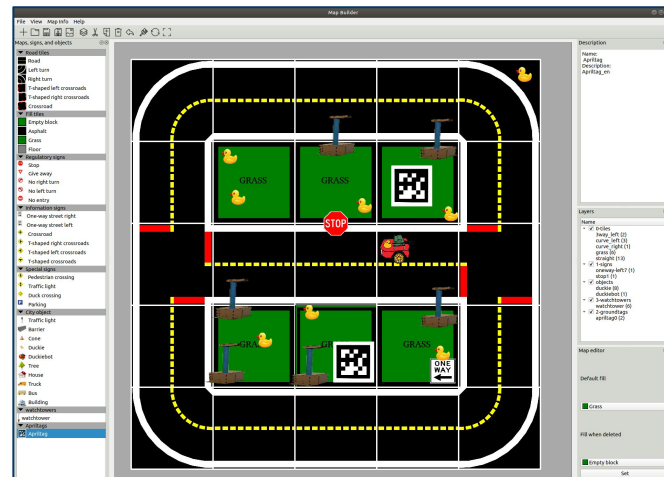 Map Builder
File View Map Info Help
Maps, signs, and objects
Road tiles
Road
Left turn
Right turn
T-shaped left crossroads
T-shaped right crossroads
Crossroad
Fill tiles
Empty block
Asphalt
Grass
Floor
Regulatory signs
Stop
Give away
No right turn
No left turn
No entry
Information signs
One-way street right
One-way street left
Crossroad
T-shaped right crossroads
T-shaped left crossroads
T-shaped crossroads
Special signs
Pedestrian crossing
Traffic light
Duck crossing
Parking
City object
Traffic light
Barrier
Cone
Duckie
Duckiebot
Tree
House
Truck
Bus
Building
watchtowers
watchtower
Apriltags
Apriltag
GRASS
GRASS
STOP
GRASS
GRASS
ONE
WAY
Description
Name:
Apriltag
Description:
Apriltag_en
Layers
Name
0-tiles
3way_left (2)
curve_left (3)
curve_right (1)
grass (6)
straight (13)
1-signs
oneway-left7 (1)
stop1 (1)
objects
duckie (8)
duckiebot (1)
3-watchtowers
watchtower (6)
2-groundtags
apriltag0 (2)
Map editor
Default fill
Grass
Fill when deleted
Empty block
Set